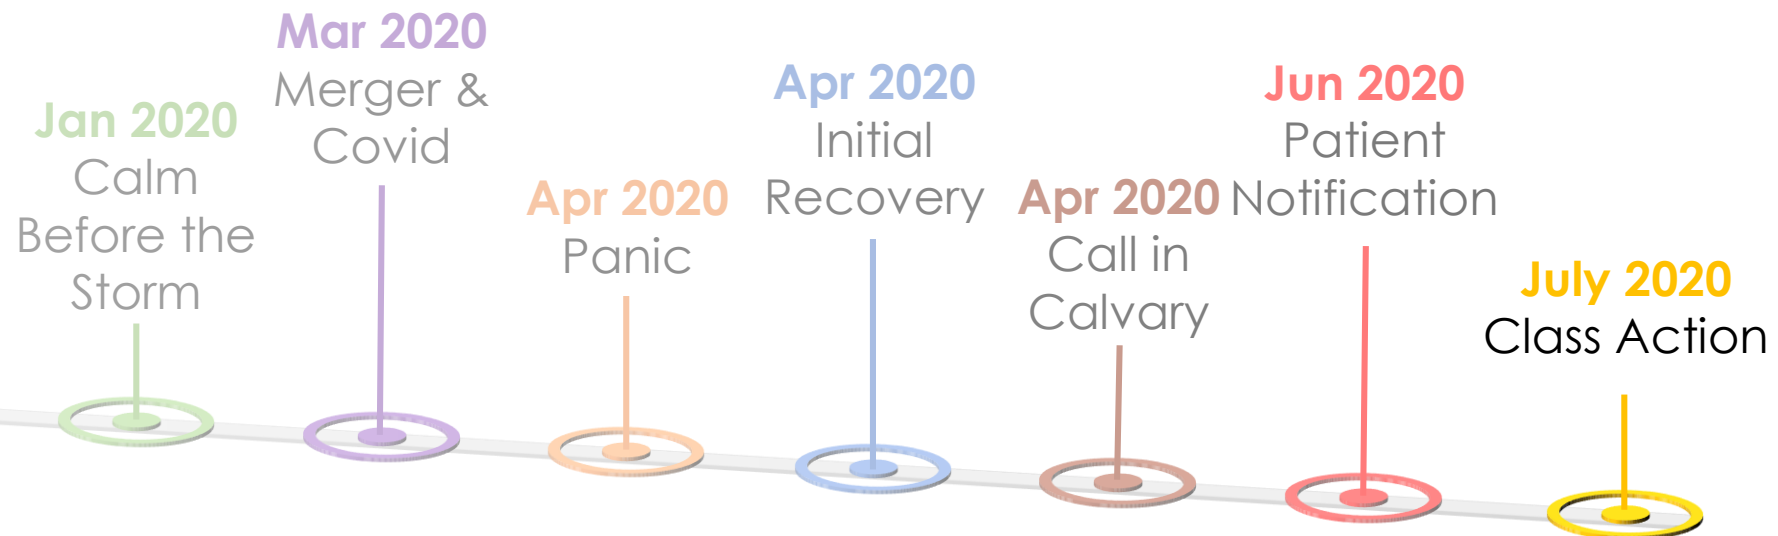 Jan 2020
Calm
Before the
Storm
Mar 2020
Merger &
Covid
Apr 2020
Panic
Apr 2020
Initial
Recovery
Apr 2020
Call in
Calvary
Jun 2020
Patient
Notification
July 2020
Class Action